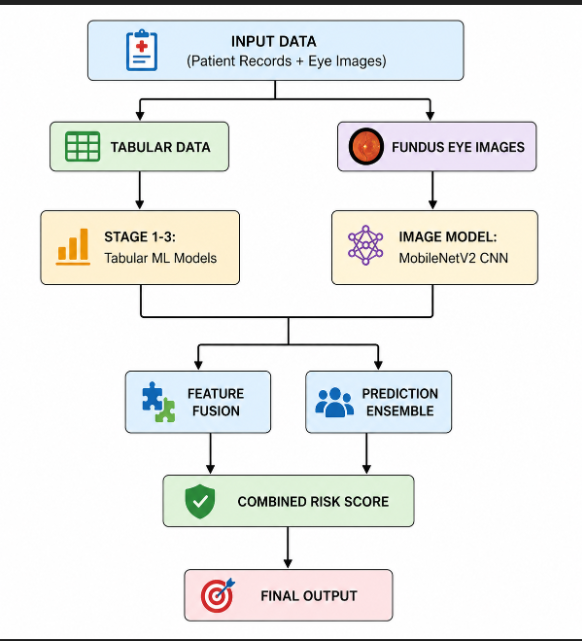 INPUT DATA
(Patient Records + Eye Images)
TABULAR DATA
FUNDUS EYE IMAGES
STAGE 1-3:
Tabular ML Models
IMAGE MODEL:
MobileNetV2 CNN
FEATURE
FUSION
PREDICTION
ENSEMBLE
COMBINED RISK SCORE
FINAL OUTPUT